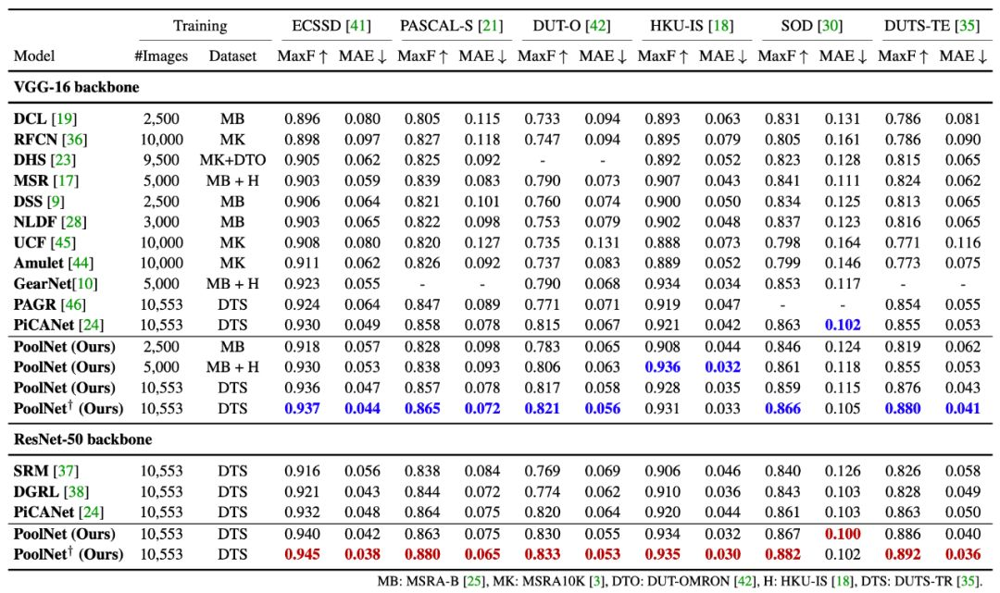 Training ECSSD [41] PASCAL-S [21] DUT-O [42] HKU-IS [18] SOD [30] DUTS-TE [35]
Model #Images Dataset MaxF ↑ MAE ↓ MaxF ↑ MAE ↓ MaxF ↑ MAE ↓ MaxF ↑ MAE ↓ MaxF ↑ MAE ↓ MaxF ↑ MAE ↓
VGG-16 backbone
DCL [19] 2,500 MB 0.896 0.080 0.805 0.115 0.733 0.094 0.893 0.063 0.831 0.131 0.786 0.081
RFCN [36] 10,000 MK 0.898 0.097 0.827 0.118 0.747 0.094 0.895 0.079 0.805 0.161 0.786 0.090
DHS [23] 9,500 MK+DTO 0.905 0.062 0.825 0.092 - - 0.892 0.052 0.823 0.128 0.815 0.065
MSR [17] 5,000 MB + H 0.903 0.059 0.839 0.083 0.790 0.073 0.907 0.043 0.841 0.111 0.824 0.062
DSS [9] 2,500 MB 0.906 0.064 0.821 0.101 0.760 0.074 0.900 0.050 0.834 0.125 0.813 0.065
NLDF [28] 3,000 MB 0.903 0.065 0.822 0.098 0.753 0.079 0.902 0.048 0.837 0.123 0.816 0.065
UCF [45] 10,000 MK 0.908 0.080 0.820 0.127 0.735 0.131 0.888 0.073 0.798 0.164 0.771 0.116
Amulet [44] 10,000 MK 0.911 0.062 0.826 0.092 0.737 0.083 0.889 0.052 0.799 0.146 0.773 0.075
GearNet[10] 5,000 MB + H 0.923 0.055 - - 0.790 0.068 0.934 0.034 0.853 0.117 - -
PAGR [46] 10,553 DTS 0.924 0.064 0.847 0.089 0.771 0.071 0.919 0.047 - - 0.854 0.055
PiCANet [24] 10,553 DTS 0.930 0.049 0.858 0.078 0.815 0.067 0.921 0.042 0.863 0.102 0.855 0.053
PoolNet (Ours) 2,500 MB 0.918 0.057 0.828 0.098 0.783 0.065 0.908 0.044 0.846 0.124 0.819 0.062
PoolNet (Ours) 5,000 MB + H 0.930 0.053 0.838 0.093 0.806 0.063 0.936 0.032 0.861 0.118 0.855 0.053
PoolNet (Ours) 10,553 DTS 0.936 0.047 0.857 0.078 0.817 0.058 0.928 0.035 0.859 0.115 0.876 0.043
PoolNet† (Ours) 10,553 DTS 0.937 0.044 0.865 0.072 0.821 0.056 0.931 0.033 0.866 0.105 0.880 0.041
ResNet-50 backbone
SRM [37] 10,553 DTS 0.916 0.056 0.838 0.084 0.769 0.069 0.906 0.046 0.840 0.126 0.826 0.058
DGRL [38] 10,553 DTS 0.921 0.043 0.844 0.072 0.774 0.062 0.910 0.036 0.843 0.103 0.828 0.049
PiCANet [24] 10,553 DTS 0.932 0.048 0.864 0.075 0.820 0.064 0.920 0.044 0.861 0.103 0.863 0.050
PoolNet (Ours) 10,553 DTS 0.940 0.042 0.863 0.075 0.830 0.055 0.934 0.032 0.867 0.100 0.886 0.040
PoolNet† (Ours) 10,553 DTS 0.945 0.038 0.880 0.065 0.833 0.053 0.935 0.030 0.882 0.102 0.892 0.036
MB: MSRA-B [25], MK: MSRA10K [3], DTO: DUT-OMRON [42], H: HKU-IS [18], DTS: DUTS-TR [35].